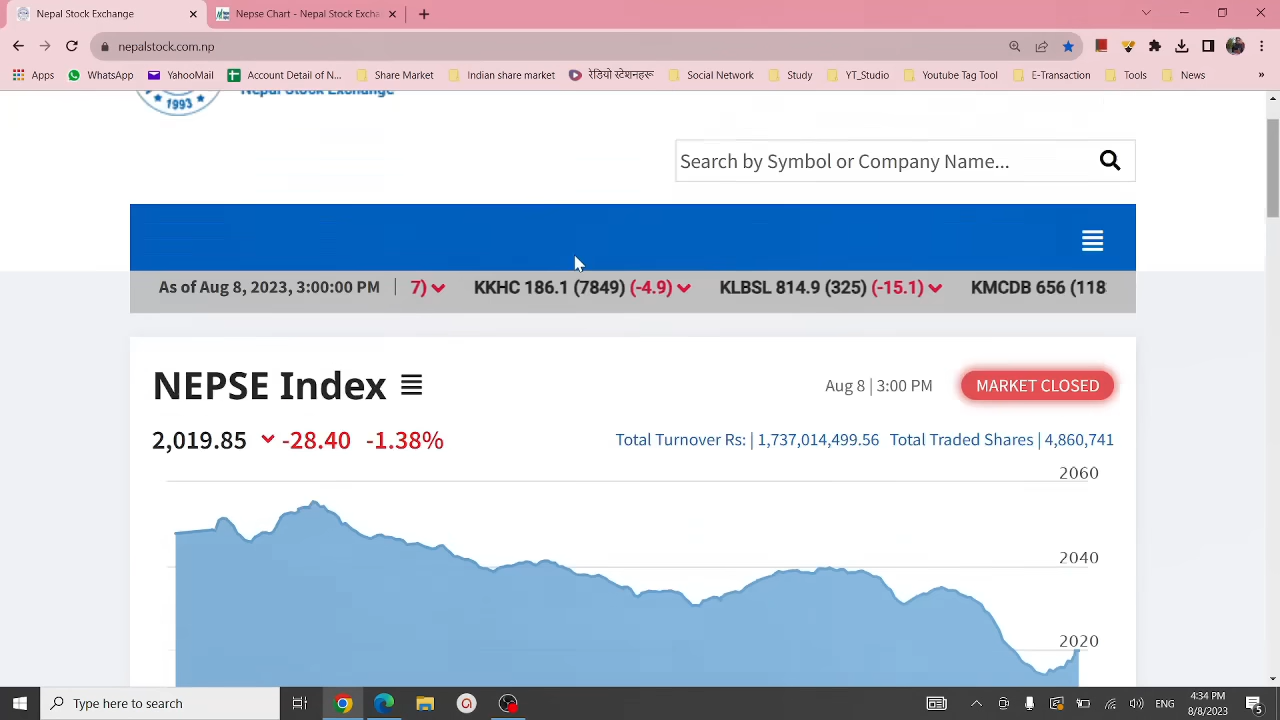 Nepal Stock Exchange
Nepal Stock Exchange - Stock Excha
nepalstock.com.np
Apps
WhatsApp
YahooMail
Account Detail of N...
Share Market
Indian share market
रेडियो स्टेशनहरू
Social Network
Study
YT_Studio
Youtube Tag Tool
E-Transaction
Tools
News
1993
Nepal Stock Exchange
Search by Symbol or Company Name...
As of Aug 8, 2023, 3:00:00 PM 7) KKHC 186.1 (7849) (-4.9) KLBSL 814.9 (325) (-15.1) KMCDB 656 (118
NEPSE Index
Aug 8 | 3:00 PM
MARKET CLOSED
2,019.85 -28.40 -1.38%
Total Turnover Rs: | 1,737,014,499.56 Total Traded Shares | 4,860,741
2060
2040
2020
Type here to search
ENG
4:34 PM
8/8/2023